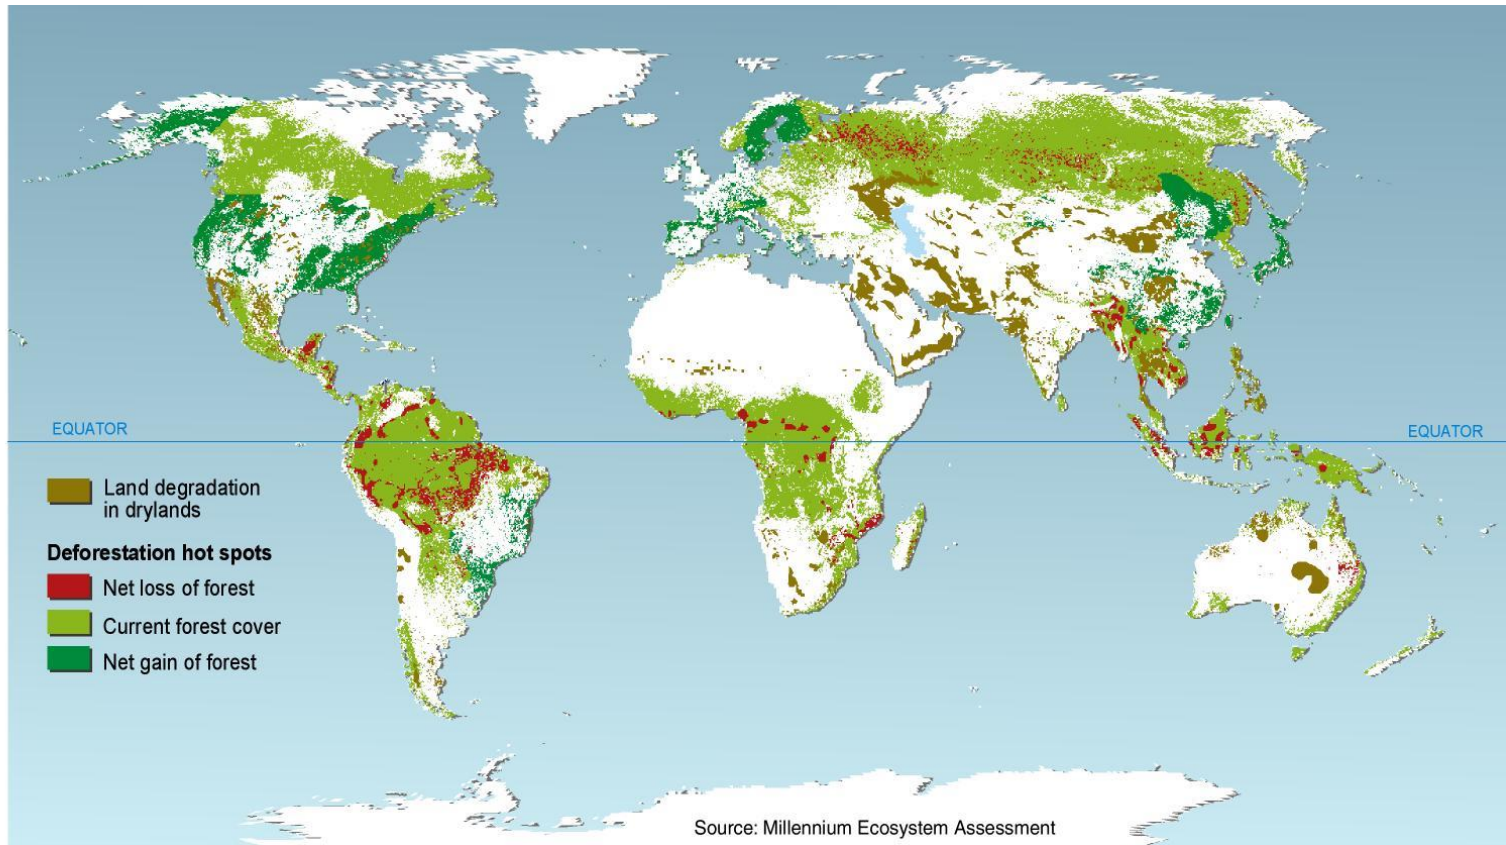 EQUATOR
EQUATOR
Land degradation
in drylands
Deforestation hot spots
Net loss of forest
Current forest cover
Net gain of forest
Source: Millennium Ecosystem Assessment